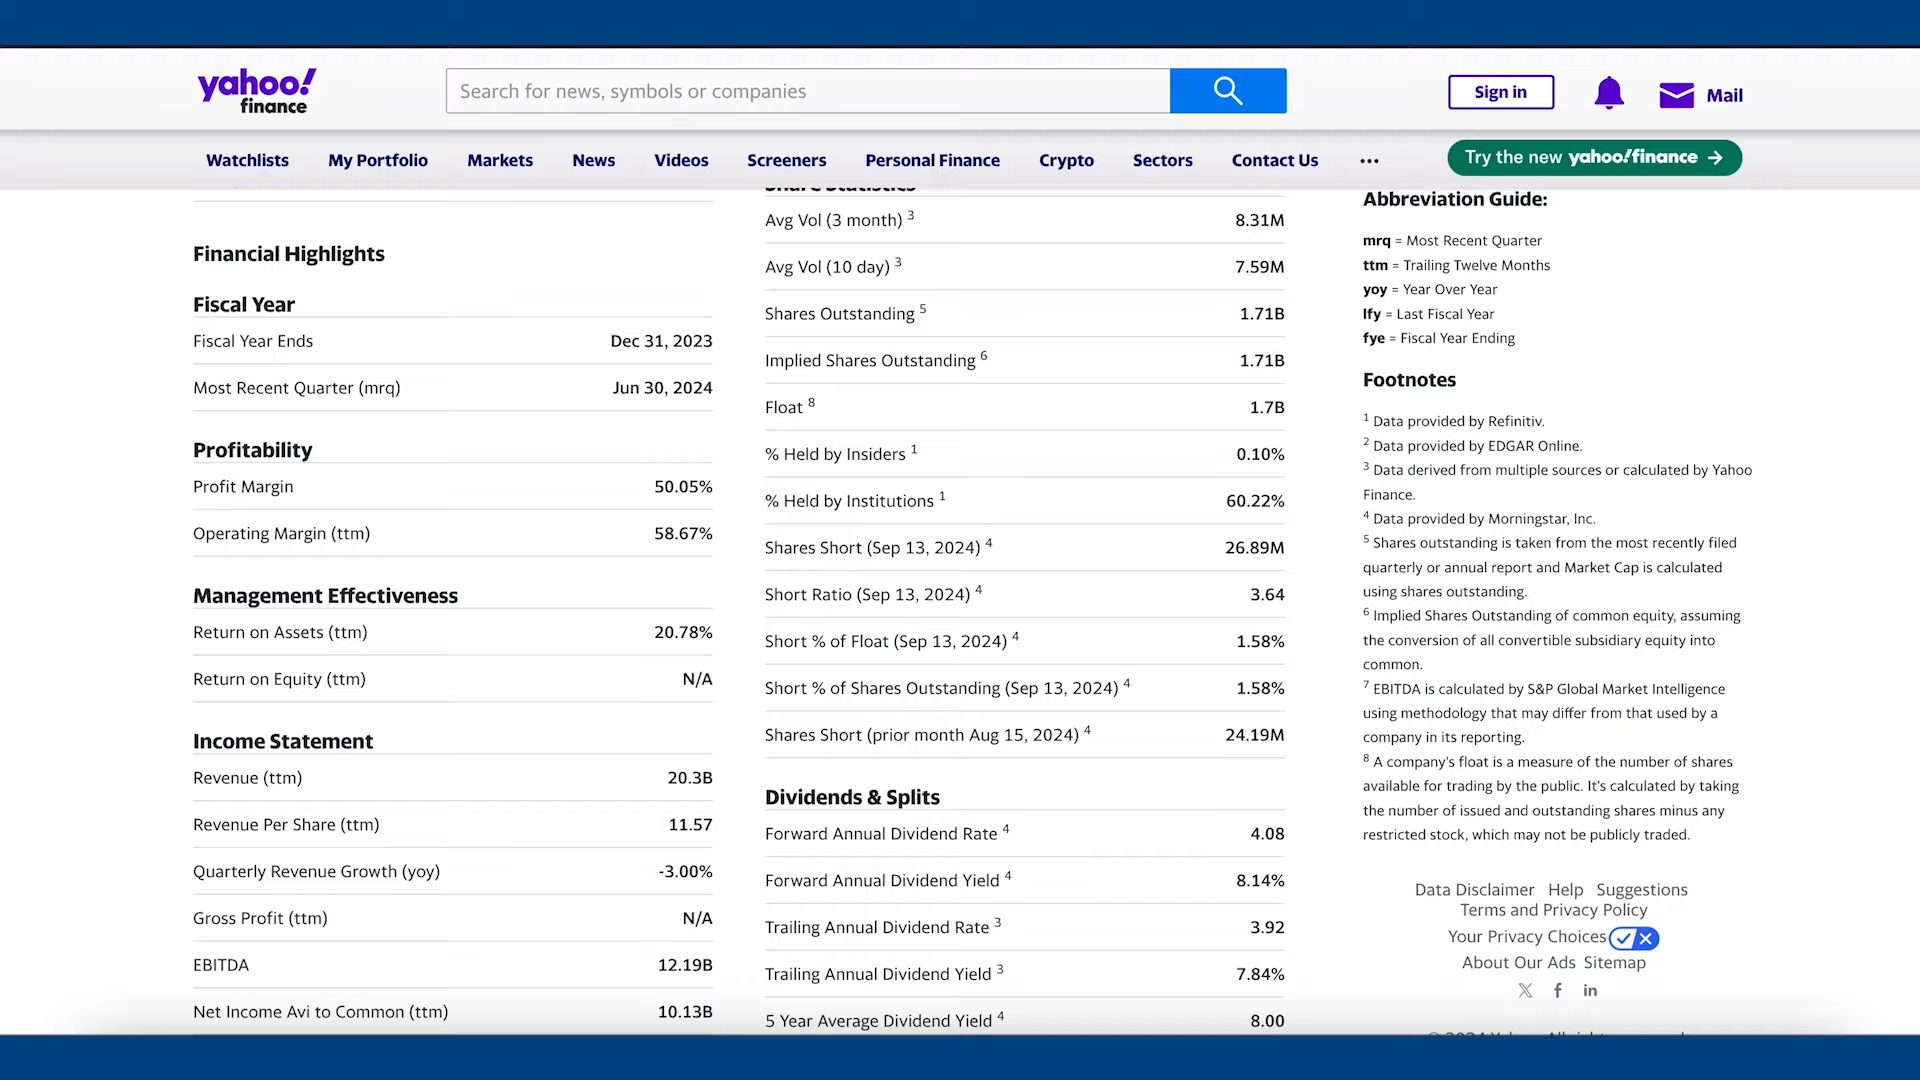 yahoo!
finance
Search for news, symbols or companies
Sign in
Mail
Watchlists My Portfolio Markets News Videos Screeners Personal Finance Crypto Sectors Contact Us ...
Try the new yahoo!finance →
Financial Highlights
Fiscal Year
Fiscal Year Ends Dec 31, 2023
Most Recent Quarter (mrq) Jun 30, 2024
Profitability
Profit Margin 50.05%
Operating Margin (ttm) 58.67%
Management Effectiveness
Return on Assets (ttm) 20.78%
Return on Equity (ttm) N/A
Income Statement
Revenue (ttm) 20.3B
Revenue Per Share (ttm) 11.57
Quarterly Revenue Growth (yoy) -3.00%
Gross Profit (ttm) N/A
EBITDA 12.19B
Net Income Avi to Common (ttm) 10.13B
Share Statistics
Avg Vol (3 month) 3 8.31M
Avg Vol (10 day) 3 7.59M
Shares Outstanding 5 1.71B
Implied Shares Outstanding 6 1.71B
Float 8 1.7B
% Held by Insiders 1 0.10%
% Held by Institutions 1 60.22%
Shares Short (Sep 13, 2024) 4 26.89M
Short Ratio (Sep 13, 2024) 4 3.64
Short % of Float (Sep 13, 2024) 4 1.58%
Short % of Shares Outstanding (Sep 13, 2024) 4 1.58%
Shares Short (prior month Aug 15, 2024) 4 24.19M
Dividends & Splits
Forward Annual Dividend Rate 4 4.08
Forward Annual Dividend Yield 4 8.14%
Trailing Annual Dividend Rate 3 3.92
Trailing Annual Dividend Yield 3 7.84%
5 Year Average Dividend Yield 4 8.00
Abbreviation Guide:
mrq = Most Recent Quarter
ttm = Trailing Twelve Months
yoy = Year Over Year
lfy = Last Fiscal Year
fye = Fiscal Year Ending
Footnotes
1 Data provided by Refinitiv.
2 Data provided by EDGAR Online.
3 Data derived from multiple sources or calculated by Yahoo
Finance.
4 Data provided by Morningstar, Inc.
5 Shares outstanding is taken from the most recently filed
quarterly or annual report and Market Cap is calculated
using shares outstanding.
6 Implied Shares Outstanding of common equity, assuming
the conversion of all convertible subsidiary equity into
common.
7 EBITDA is calculated by S&P Global Market Intelligence
using methodology that may differ from that used by a
company in its reporting.
8 A company's float is a measure of the number of shares
available for trading by the public. It's calculated by taking
the number of issued and outstanding shares minus any
restricted stock, which may not be publicly traded.
Data Disclaimer Help Suggestions
Terms and Privacy Policy
Your Privacy Choices
About Our Ads Sitemap